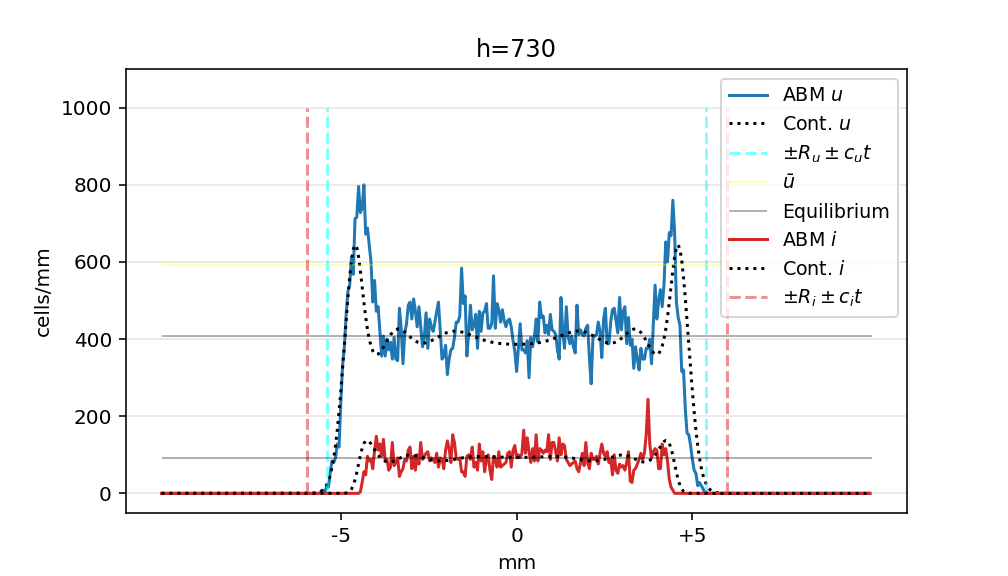 h=730
1000
800
600
400
200
0
cells/mm
-5
0
+5
mm
ABM u
Cont. u
±R_u ± c_u t
ū
Equilibrium
ABM i
Cont. i
±R_i ± c_i t